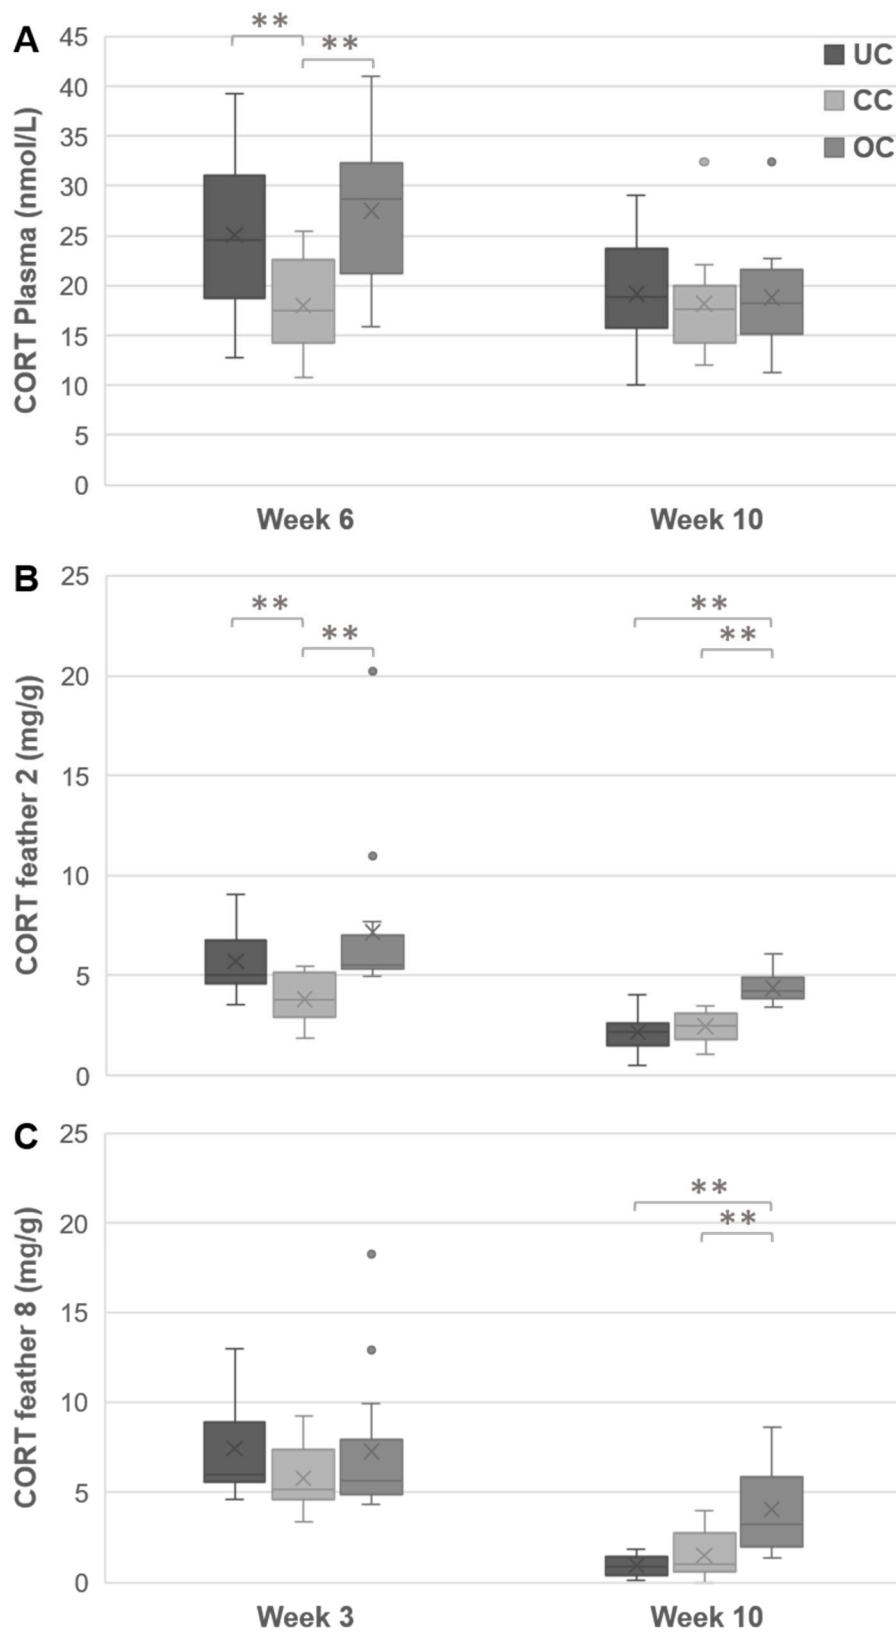 A
45
40
35
30
25
20
15
10
5
0
CORT Plasma (nmol/L)
**
**
UC
CC
OC
Week 6
Week 10
B
25
20
15
10
5
0
CORT feather 2 (mg/g)
**
**
**
**
C
25
20
15
10
5
0
CORT feather 8 (mg/g)
**
**
Week 3
Week 10